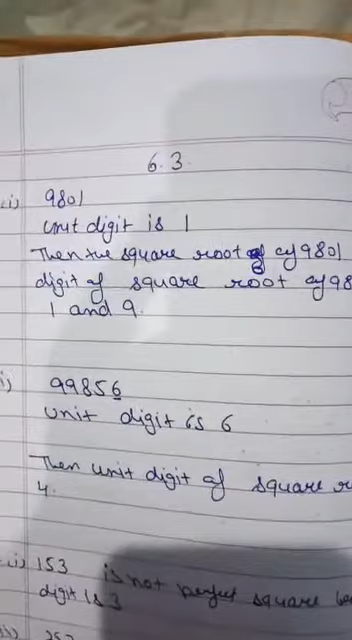 6.3.
i) 9801
unit digit is 1
Then the square root of 9801
digit of square root of 98
1 and 9.
i) 99856
unit digit is 6
Then unit digit of square r
4.
i) 153 is not perfect square
digit is 3